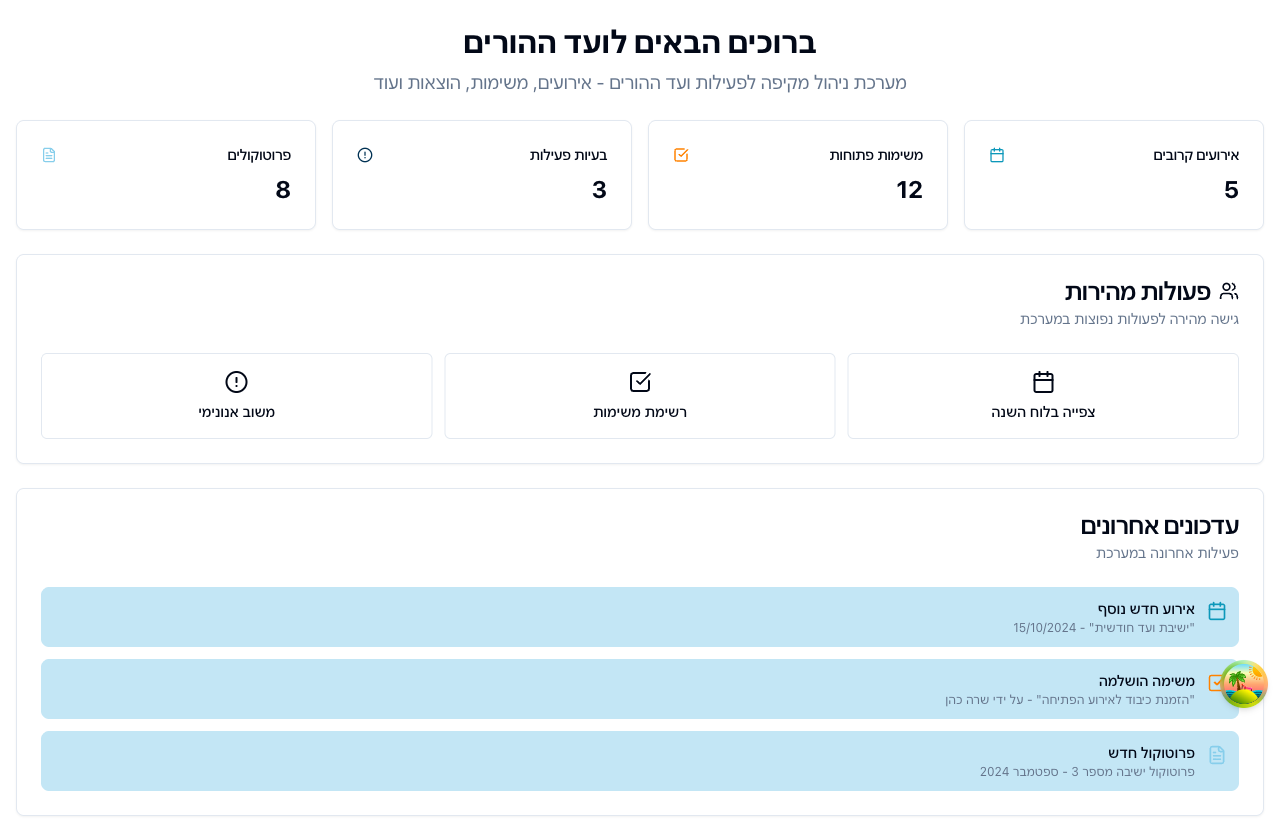 ברוכים הבאים לועד ההורים
מערכת ניהול מקיפה לפעילות ועד ההורים - אירועים, משימות, הוצאות ועוד
אירועים קרובים
5
משימות פתוחות
12
בעיות פעילות
3
פרוטוקולים
8
פעולות מהירות
גישה מהירה לפעולות נפוצות במערכת
צפייה בלוח השנה
רשימת משימות
משוב אנונימי
עדכונים אחרונים
פעילות אחרונה במערכת
אירוע חדש נוסף
"ישיבת ועד חודשית" - 15/10/2024
משימה הושלמה
"הזמנת כיבוד לאירוע הפתיחה" - על ידי שרה כהן
פרוטוקול חדש
פרוטוקול ישיבה מספר 3 - ספטמבר 2024